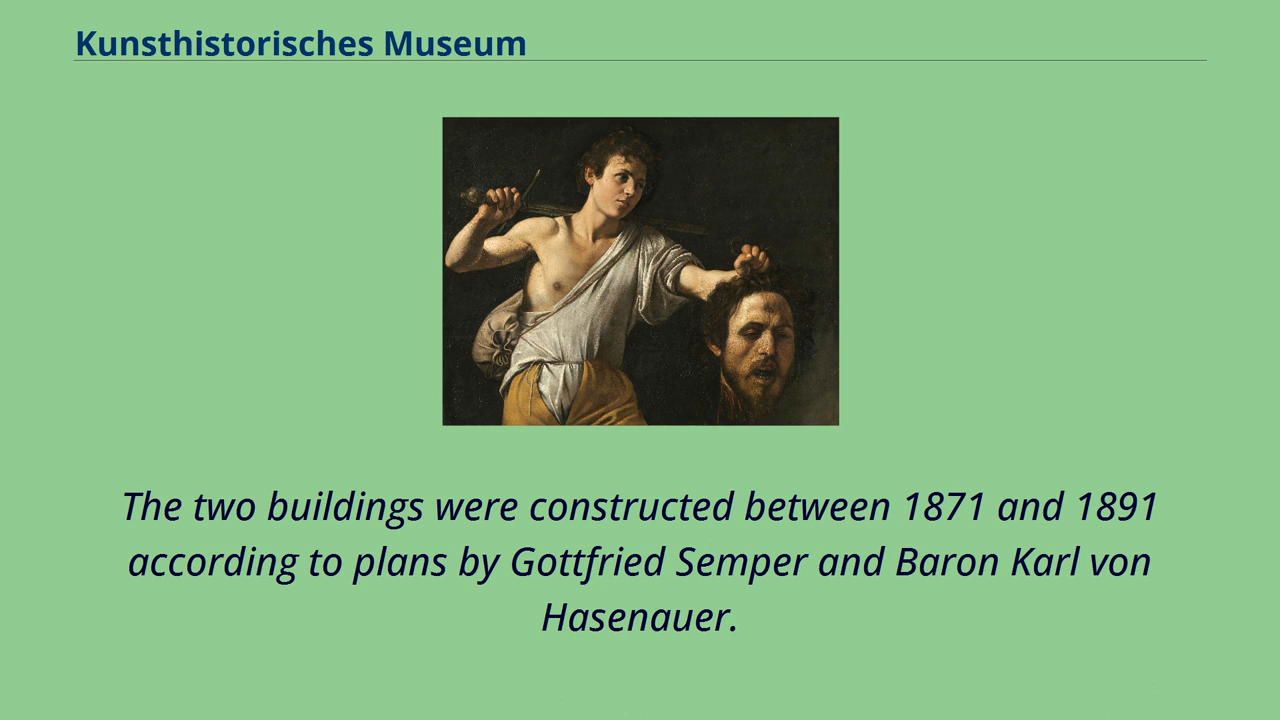 Kunsthistorisches Museum
The two buildings were constructed between 1871 and 1891
according to plans by Gottfried Semper and Baron Karl von
Hasenauer.